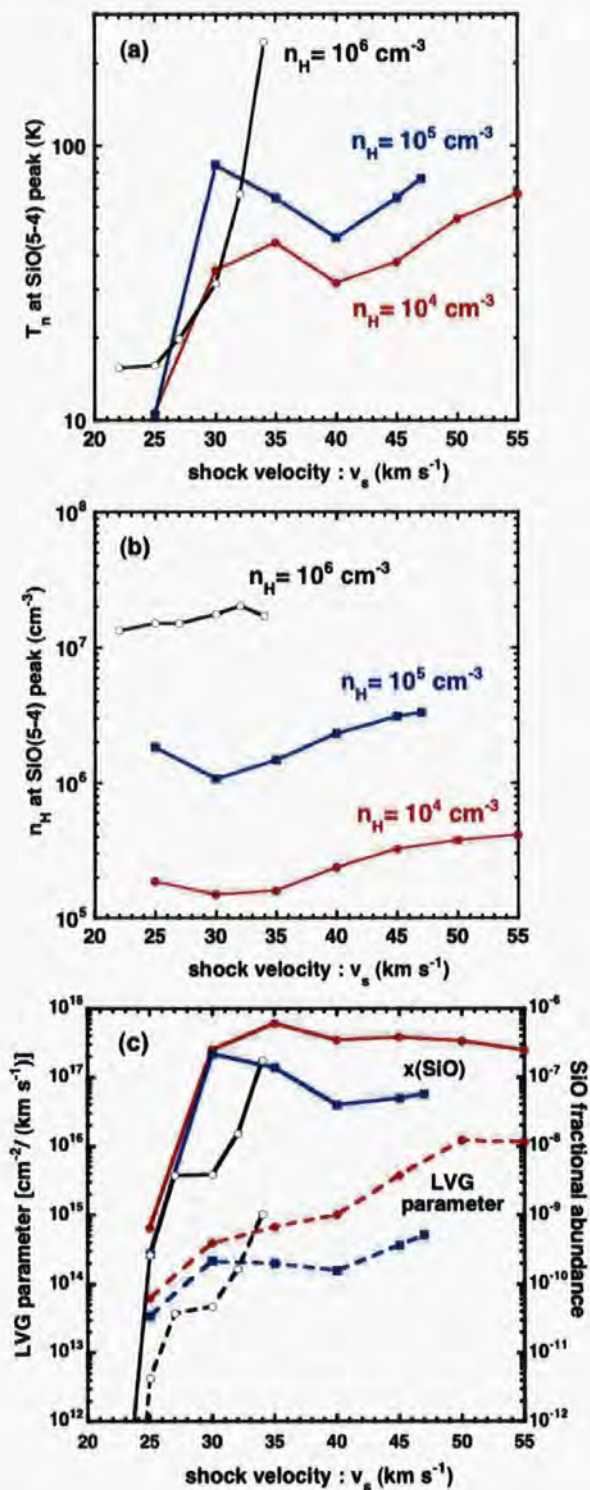 (a)
n_H = 10^6 cm^-3
n_H = 10^5 cm^-3
n_H = 10^4 cm^-3
T_n at SiO(5-4) peak (K)
100
10
20 25 30 35 40 45 50 55
shock velocity : v_s (km s^-1)
(b)
n_H = 10^6 cm^-3
n_H = 10^5 cm^-3
n_H = 10^4 cm^-3
n_H at SiO(5-4) peak (cm^-3)
10^8
10^7
10^6
10^5
20 25 30 35 40 45 50 55
shock velocity : v_s (km s^-1)
(c)
x(SiO)
LVG
parameter
LVG parameter [cm^-2/ (km s^-1)]
10^18
10^17
10^16
10^15
10^14
10^13
10^12
10^-6
10^-7
10^-8
10^-9
10^-10
10^-11
10^-12
SiO fractional abundance
20 25 30 35 40 45 50 55
shock velocity : v_s (km s^-1)